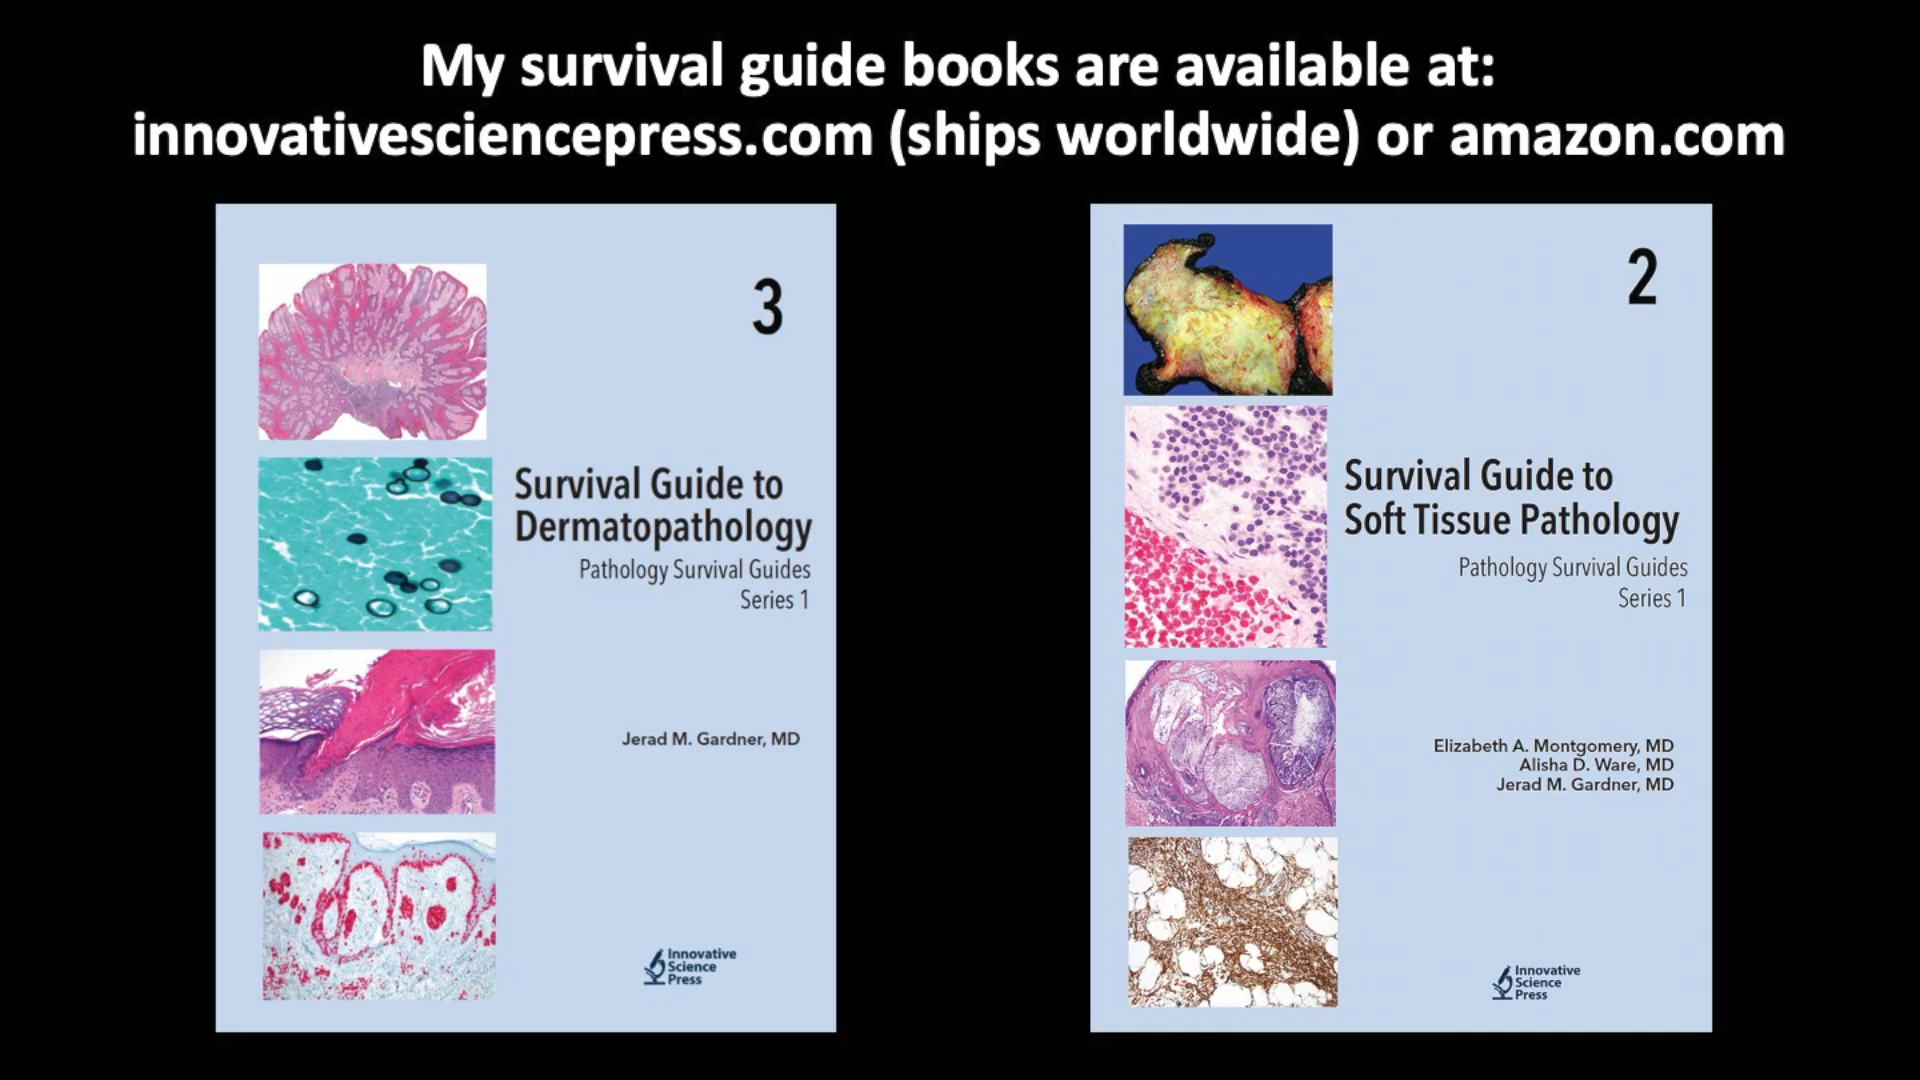 My survival guide books are available at:
innovativesciencepress.com (ships worldwide) or amazon.com
3
Survival Guide to
Dermatopathology
Pathology Survival Guides
Series 1
Jerad M. Gardner, MD
Innovative
Science
Press
2
Survival Guide to
Soft Tissue Pathology
Pathology Survival Guides
Series 1
Elizabeth A. Montgomery, MD
Alisha D. Ware, MD
Jerad M. Gardner, MD
Innovative
Science
Press